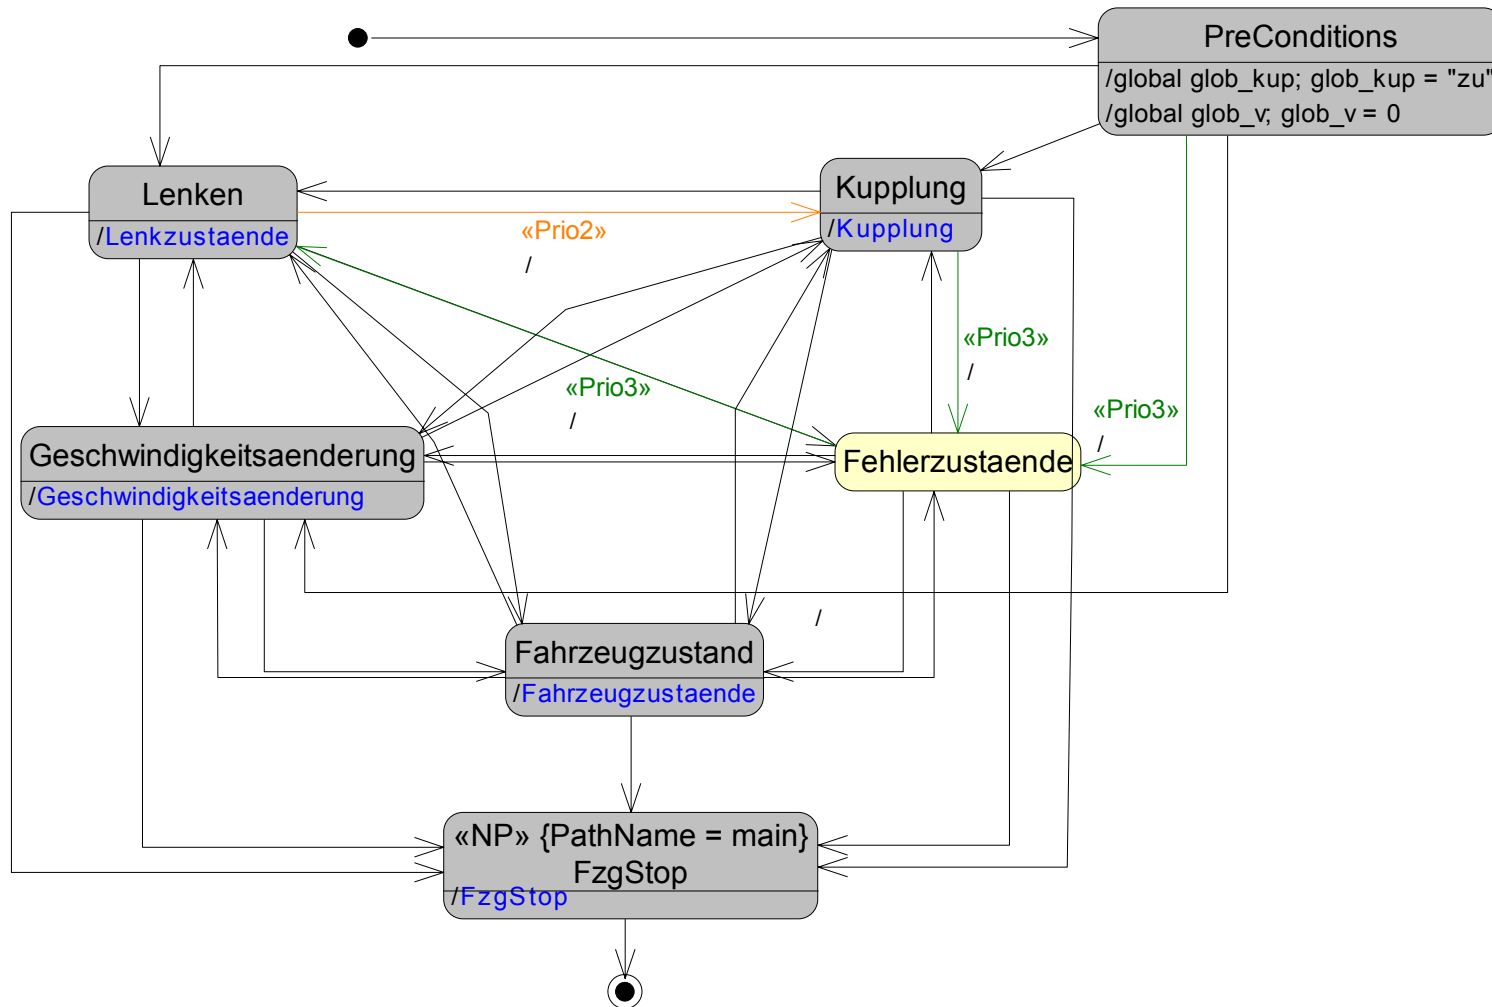 PreConditions
/global glob_kup; glob_kup = "zu"
/global glob_v; glob_v = 0
Lenken
/Lenkzustaende
Kupplung
/Kupplung
«Prio2»
/
«Prio3»
/
«Prio3»
/
«Prio3»
/
Geschwindigkeitsaenderung
/Geschwindigkeitsaenderung
Fehlerzustaende
/
Fahrzeugzustand
/Fahrzeugzustaende
«NP» {PathName = main}
FzgStop
/FzgStop